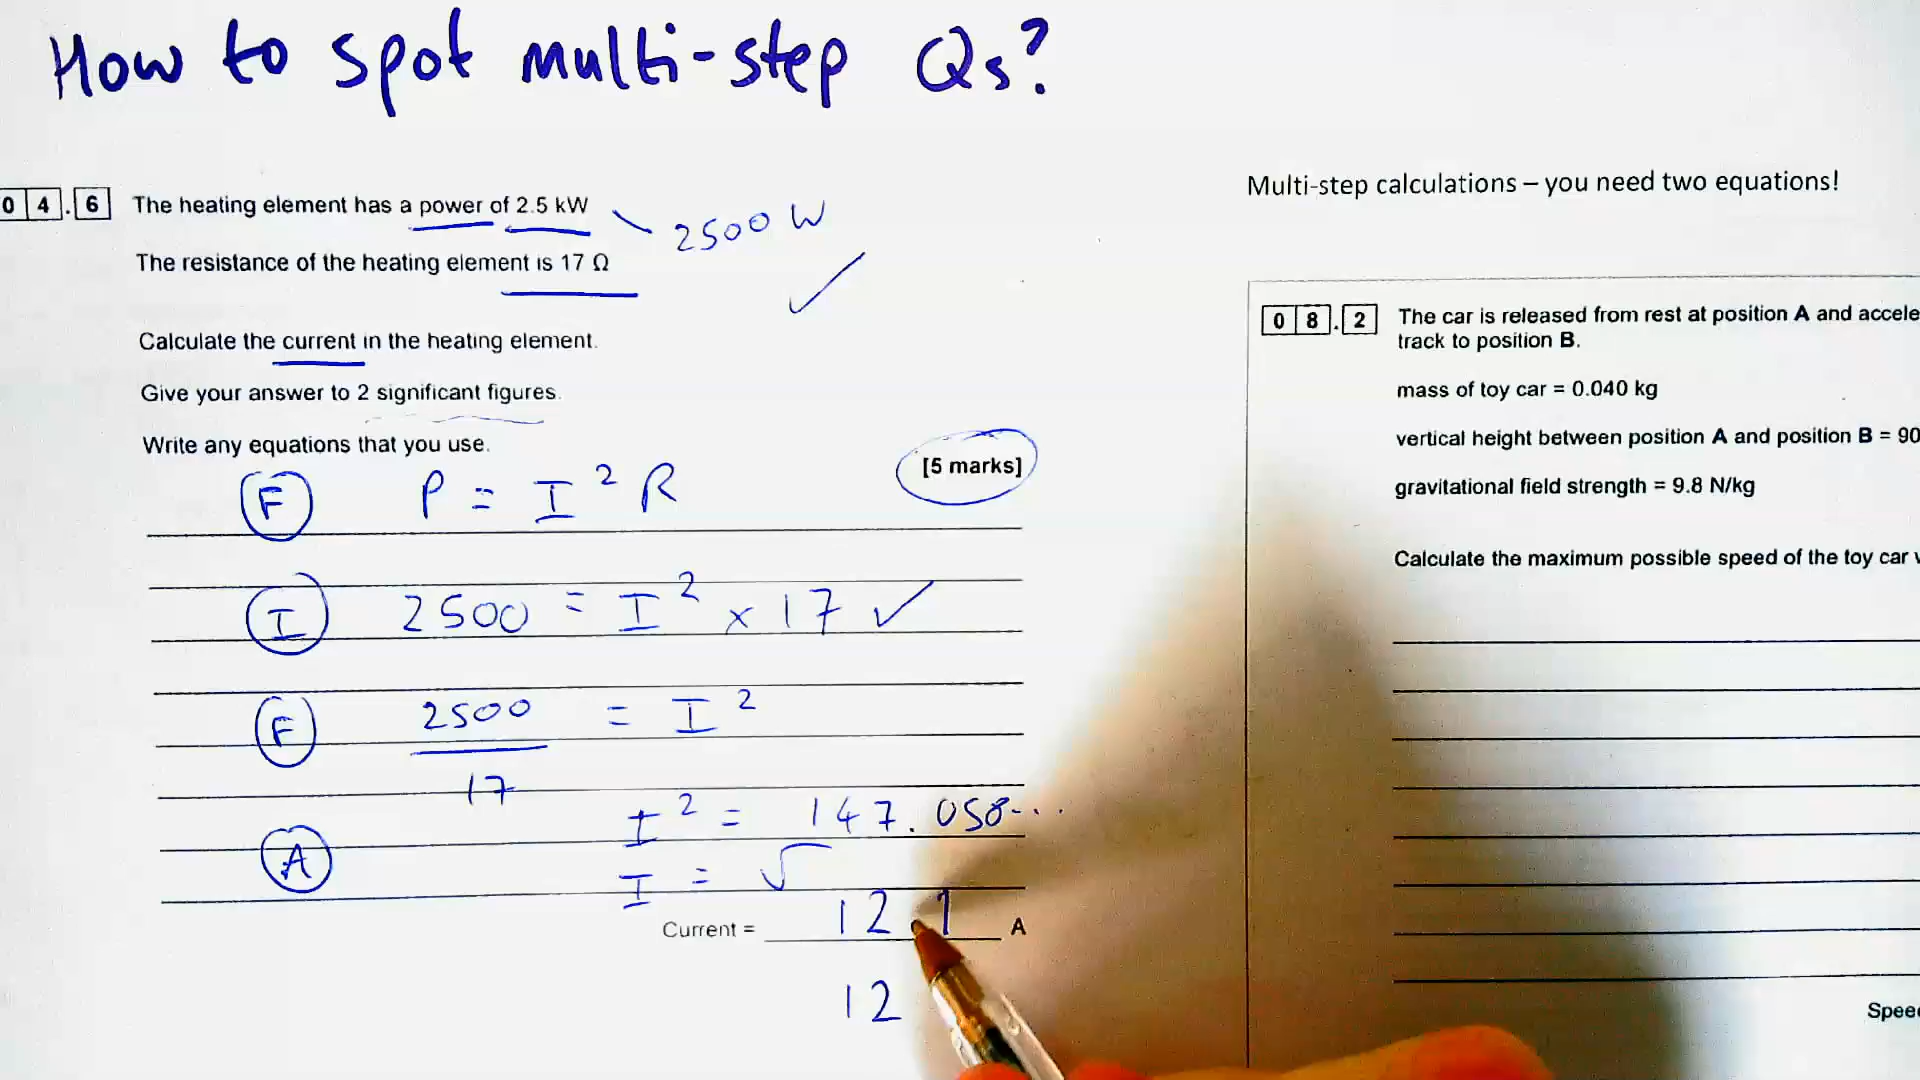 How to spot multi-step Qs?
04.6 The heating element has a power of 2.5 kW
2500 W
The resistance of the heating element is 17 Ω
Calculate the current in the heating element.
Give your answer to 2 significant figures.
Write any equations that you use.
[5 marks]
F P = I² R
I 2500 = I² × 17 ✓
F 2500 = I²
17
I² = 147.058...
A
I = √
Current = 12.1 A
12
Multi-step calculations – you need two equations!
08.2 The car is released from rest at position A and accele
track to position B.
mass of toy car = 0.040 kg
vertical height between position A and position B = 90
gravitational field strength = 9.8 N/kg
Calculate the maximum possible speed of the toy car
Spee